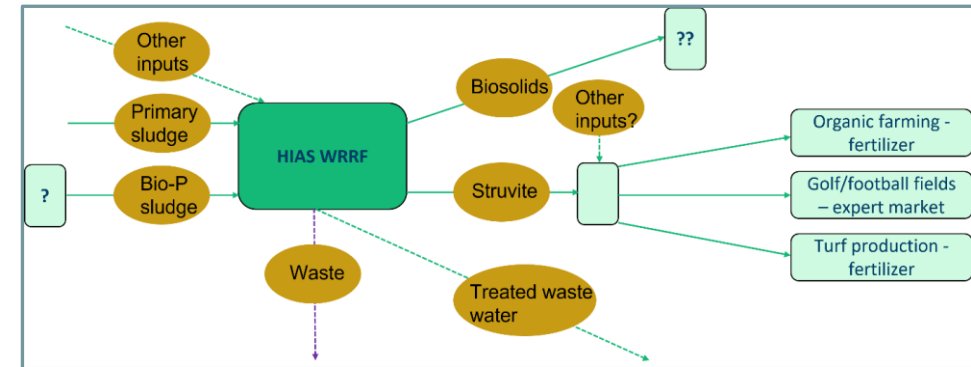 Other
inputs
??
Biosolids
Other
inputs?
Primary
sludge
HIAS WRRF
Organic farming -
fertilizer
?
Bio-P
sludge
Struvite
Golf/football fields
– expert market
Turf production -
fertilizer
Waste
Treated waste
water